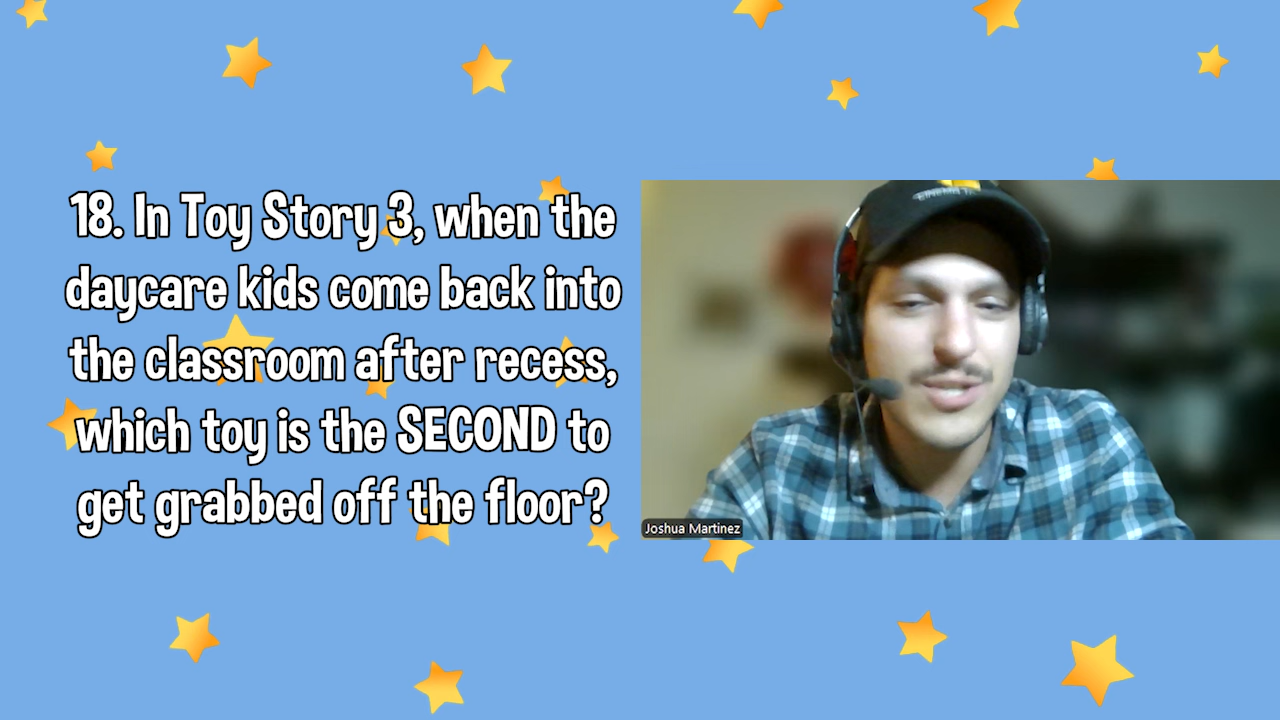 18. In Toy Story 3, when the
daycare kids come back into
the classroom after recess,
which toy is the SECOND to
get grabbed off the floor?
Joshua Martinez